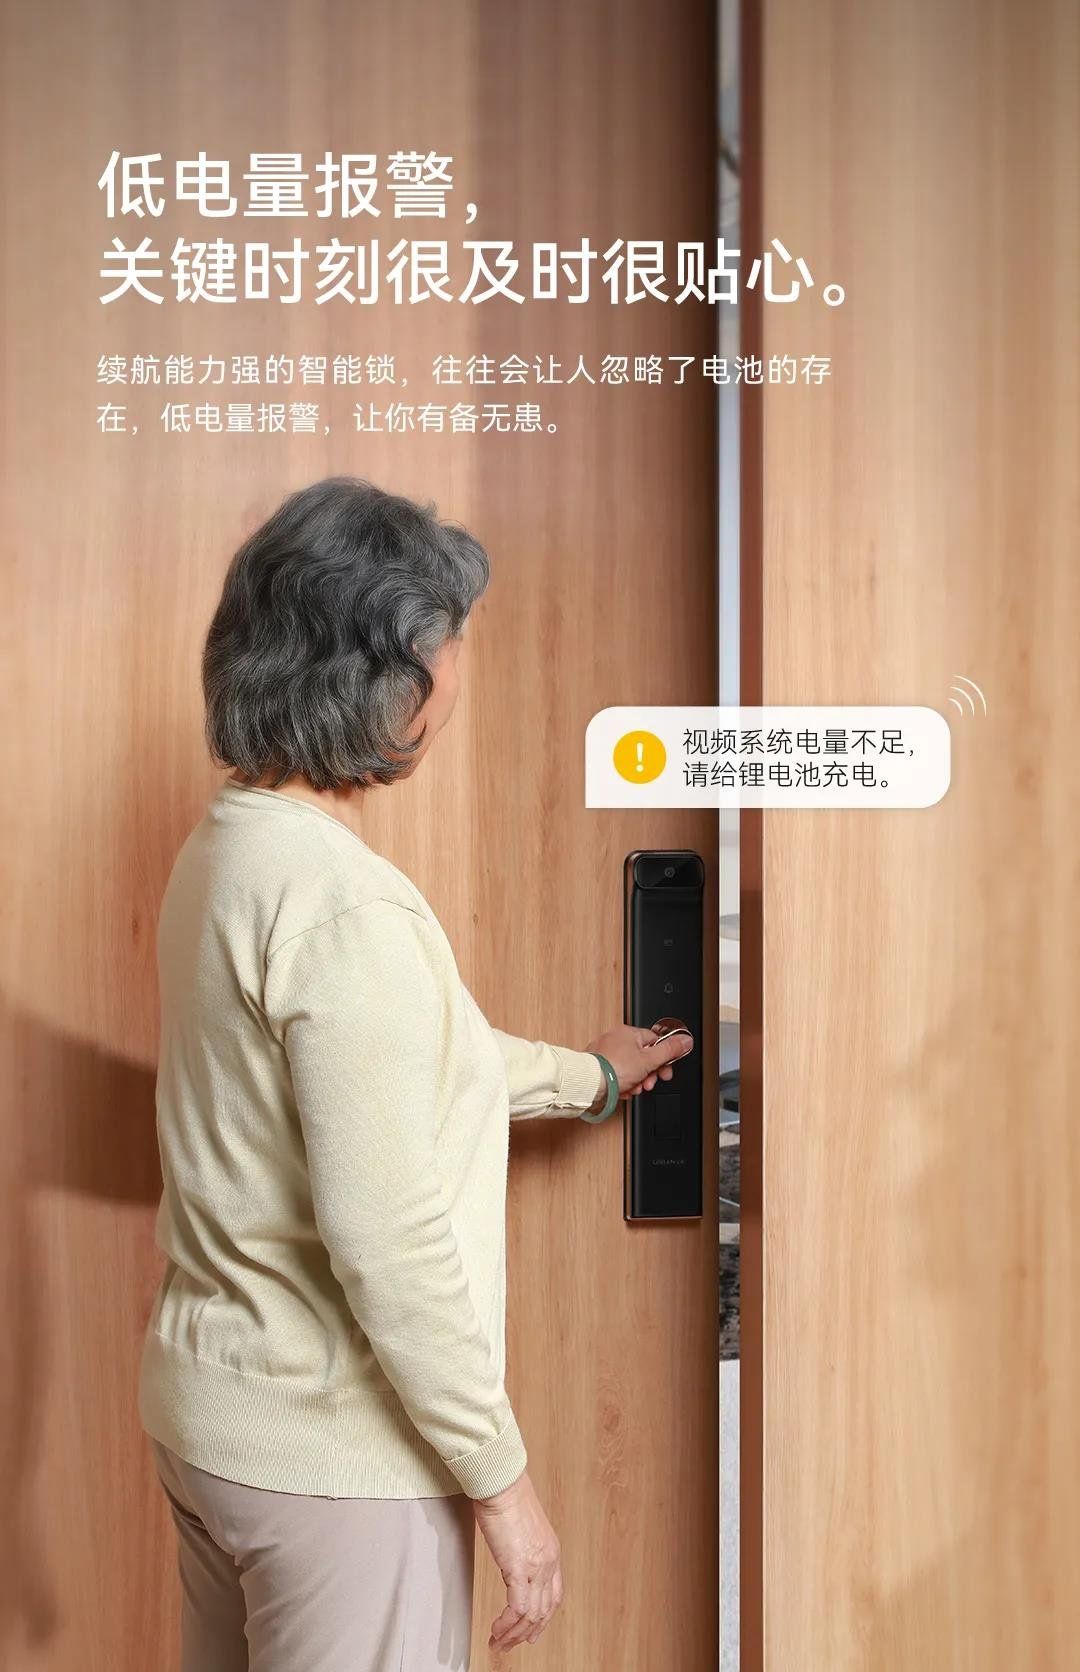 低电量报警，
关键时刻很及时很贴心。
续航能力强的智能锁，往往会让人忽略了电池的存
在，低电量报警，让你有备无患。
视频系统电量不足，
请给锂电池充电。